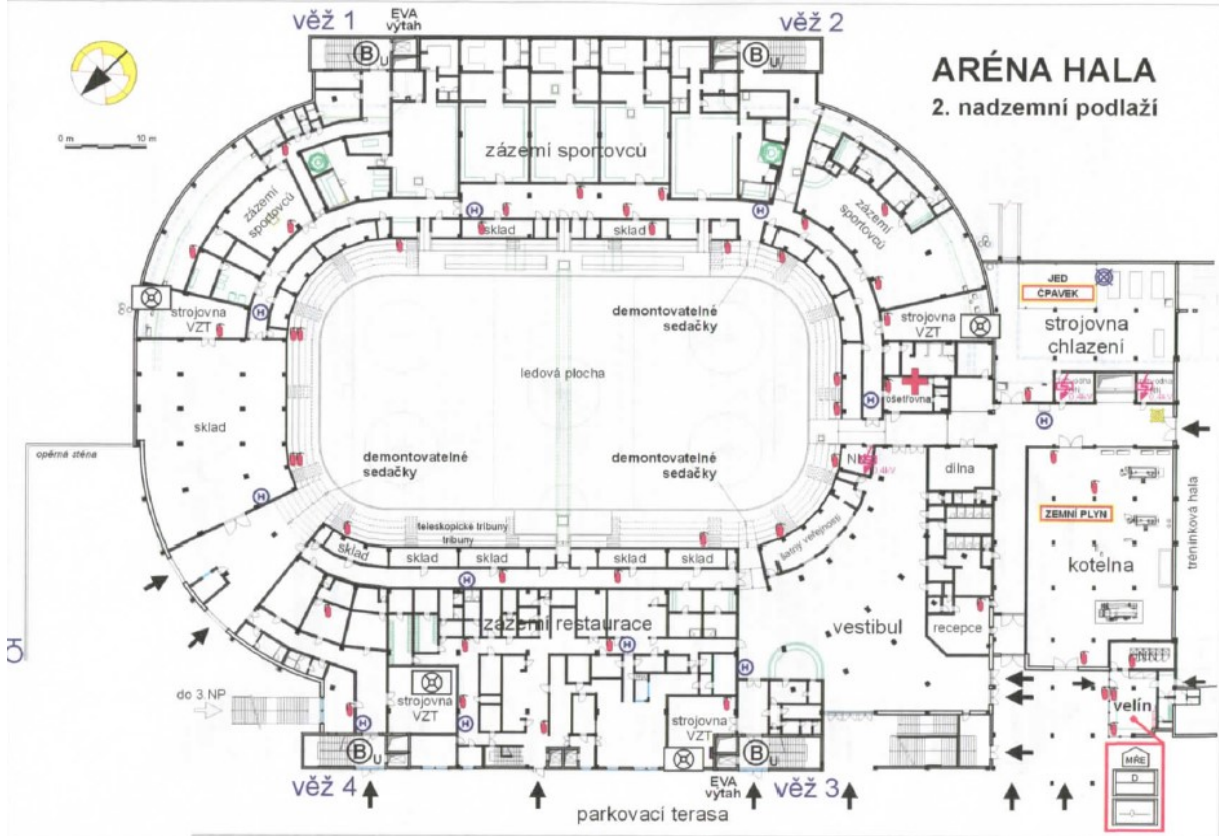 věž 1
EVA
výtah
věž 2
ARÉNA HALA
2. nadzemní podlaží
B
U
B
U
0 m
10 m
zázemí sportovců
zázemí
sportovců
zázemí
sportovců
H
H
sklad
sklad
JED
ČPAVEK
strojovna
chlazení
demontovatelné
sedačky
strojovna
VZT
H
strojovna
VZT
ledová plocha
ošetřovna
H
H
sklad
opěrná stěna
demontovatelné
sedačky
demontovatelné
sedačky
dílna
H
ZEMNÍ PLYN
kotelna
tréninková hala
teleskopické tribuny
tribuny
šatny veřejnosti
sklad
sklad
sklad
sklad
sklad
H
zázemí restaurace
H
vestibul
recepce
H
do 3.NP
strojovna
VZT
H
H
strojovna
VZT
velín
B
U
B
U
MŘE
D
věž 4
EVA
výtah
věž 3
parkovací terasa